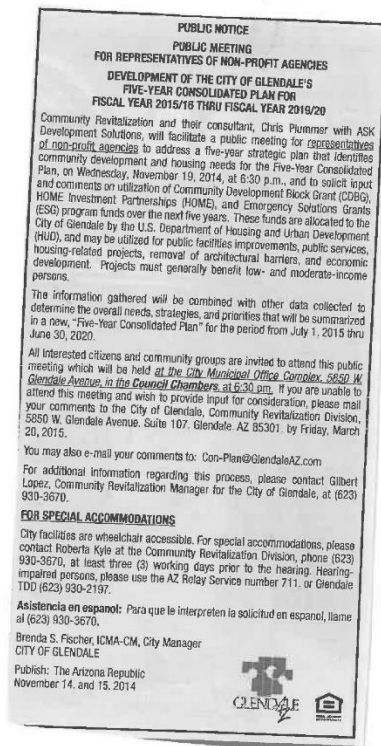 PUBLIC NOTICE
PUBLIC MEETING
FOR REPRESENTATIVES OF NON-PROFIT AGENCIES
DEVELOPMENT OF THE CITY OF GLENDALE'S
FIVE-YEAR CONSOLIDATED PLAN FOR
FISCAL YEAR 2015/16 THRU FISCAL YEAR 2019/20
Community Revitalization and their consultant, Chris Plummer with ASK
Development Solutions, will facilitate a public meeting for representatives
of non-profit agencies to address a five-year strategic plan that identifies
community development and housing needs for the Five-Year Consolidated
Plan, on Wednesday, November 19, 2014, at 6:30 p.m., and to solicit input
and comments on utilization of Community Development Block Grant (CDBG),
HOME Investment Partnerships (HOME), and Emergency Solutions Grants
(ESG) program funds over the next five years. These funds are allocated to the
City of Glendale by the U.S. Department of Housing and Urban Development
(HUD), and may be utilized for public facilities improvements, public services,
housing-related projects, removal of architectural barriers, and economic
development. Projects must generally benefit low- and moderate-income
persons.
The information gathered will be combined with other data collected to
determine the overall needs, strategies, and priorities that will be summarized
in a new, "Five-Year Consolidated Plan" for the period from July 1, 2015 thru
June 30, 2020.
All Interested citizens and community groups are invited to attend this public
meeting which will be held at the City Municipal Office Complex, 5850 W.
Glendale Avenue, in the Council Chambers, at 6:30 pm. If you are unable to
attend this meeting and wish to provide input for consideration, please mail
your comments to the City of Glendale, Community Revitalization Division,
5850 W. Glendale Avenue. Suite 107, Glendale. AZ 85301. by Friday, March
20, 2015.
You may also e-mail your comments to: Con-Plan@GlendaleAZ.com
For additional information regarding this process, please contact Gilbert
Lopez, Community Revitalization Manager for the City of Glendale, at (623)
930-3670.
FOR SPECIAL ACCOMMODATIONS
City facilities are wheelchair accessible. For special accommodations, please
contact Roberta Kyle at the Community Revitalization Division, phone (623)
930-3670, at least three (3) working days prior to the hearing. Hearing-
impaired persons, please use the AZ Relay Service number 711. or Glendale
TDD (623) 930-2197.
Asistencia en espanol: Para que le interpreten la solicitud en espanol, llame
al (623) 930-3670.
Brenda S. Fischer, ICMA-CM, City Manager
CITY OF GLENDALE
Publish: The Arizona Republic
November 14. and 15. 2014
GLENDALE
AZ